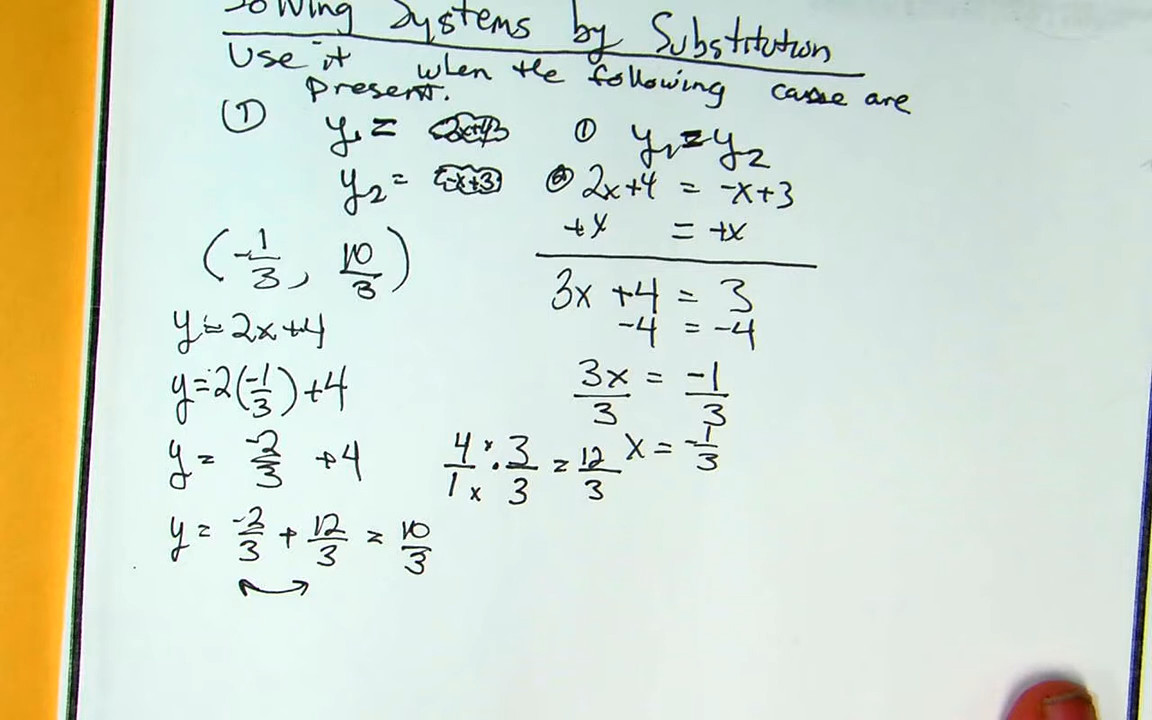 Solving Systems by Substitution
Use it when the following case are
present.
① y₁ = 2x+4
y₂ = -x+3
(-1/3, 10/3)
y = 2x+4
y = 2(-1/3) + 4
y = -2/3 + 4
y = -2/3 + 12/3 = 10/3
① y₁ = y₂
② 2x+4 = -x+3
+x = +x
3x +4 = 3
-4 = -4
3x/3 = -1/3
x = -1/3
4/1 · 3/3 = 12/3